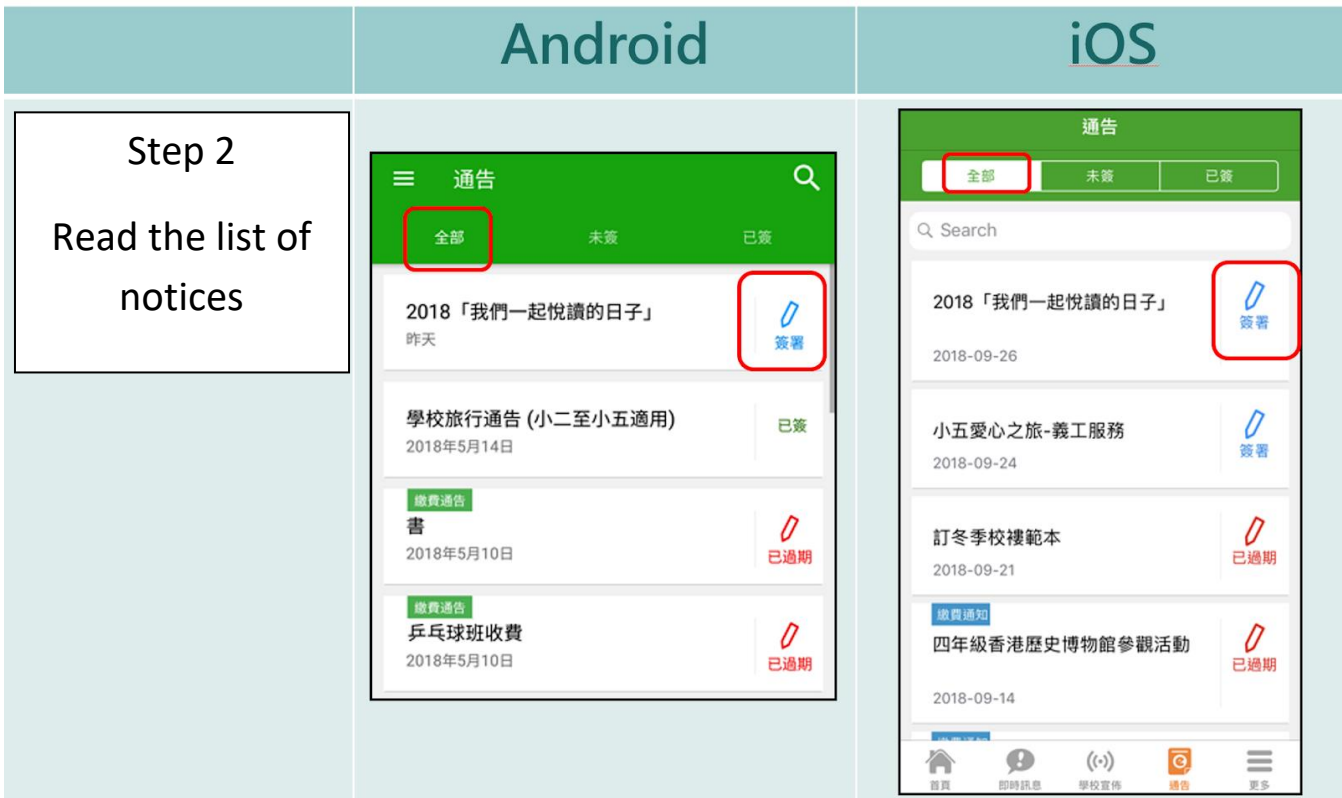 Android
iOS
Step 2
Read the list of
notices
通告
全部
未簽
已簽
2018「我們一起悅讀的日子」
昨天
簽署
學校旅行通告 (小二至小五適用)
2018年5月14日
已簽
繳費通告
書
2018年5月10日
已過期
繳費通告
乒乓球班收費
2018年5月10日
已過期
通告
全部
未簽
已簽
Search
2018「我們一起悅讀的日子」
2018-09-26
簽署
小五愛心之旅-義工服務
2018-09-24
簽署
訂冬季校褸範本
2018-09-21
已過期
繳費通知
四年級香港歷史博物館參觀活動
2018-09-14
已過期
首頁
即時訊息
學校宣佈
通告
更多